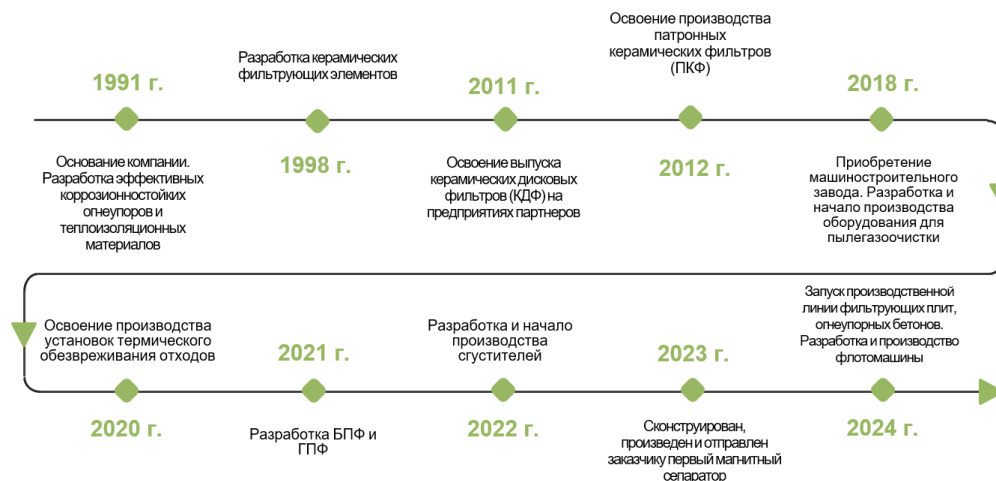 1991 г.
Основание компании.
Разработка эффективных
коррозионностойких
огнеупоров и
теплоизоляционных
материалов
Разработка керамических
фильтрующих элементов
1998 г.
2011 г.
Освоение выпуска
керамических дисковых
фильтров (КДФ) на
предприятиях партнеров
Освоение производства
патронных
керамических фильтров
(ПКФ)
2012 г.
2018 г.
Приобретение
машиностроительного
завода. Разработка и
начало производства
оборудования для
пылегазоочистки
Освоение производства
установок термического
обезвреживания отходов
2020 г.
2021 г.
Разработка БПФ и
ГПФ
Разработка и начало
производства
сгустителей
2022 г.
2023 г.
Сконструирован,
произведен и отправлен
заказчику первый магнитный
сепаратор
Запуск производственной
линии фильтрующих плит,
огнеупорных бетонов.
Разработка и производство
флотомашины
2024 г.